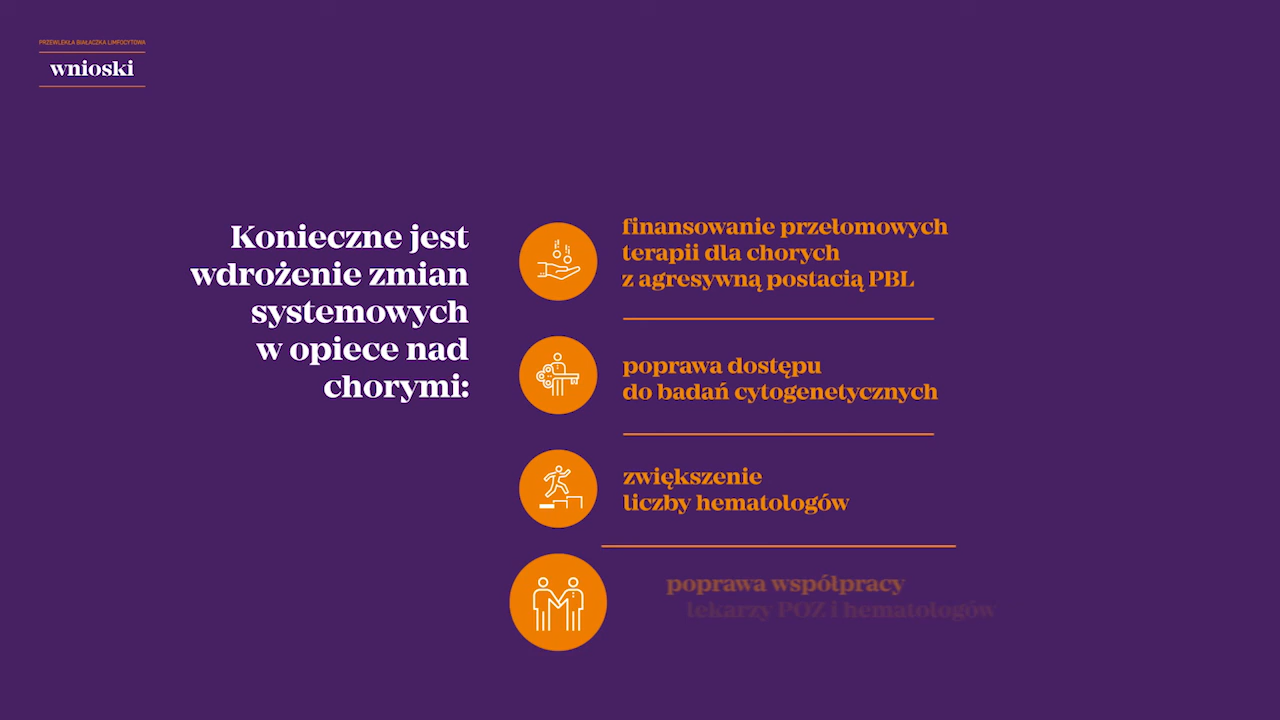 PRZEWLEKŁA BIAŁACZKA LIMFOCYTOWA
wnioski
Konieczne jest
wdrożenie zmian
systemowych
w opiece nad
chorymi:
finansowanie przełomowych
terapii dla chorych
z agresywną postacią PBL
poprawa dostępu
do badań cytogenetycznych
zwiększenie
liczby hematologów
poprawa współpracy
lekarzy POZ i hematologów